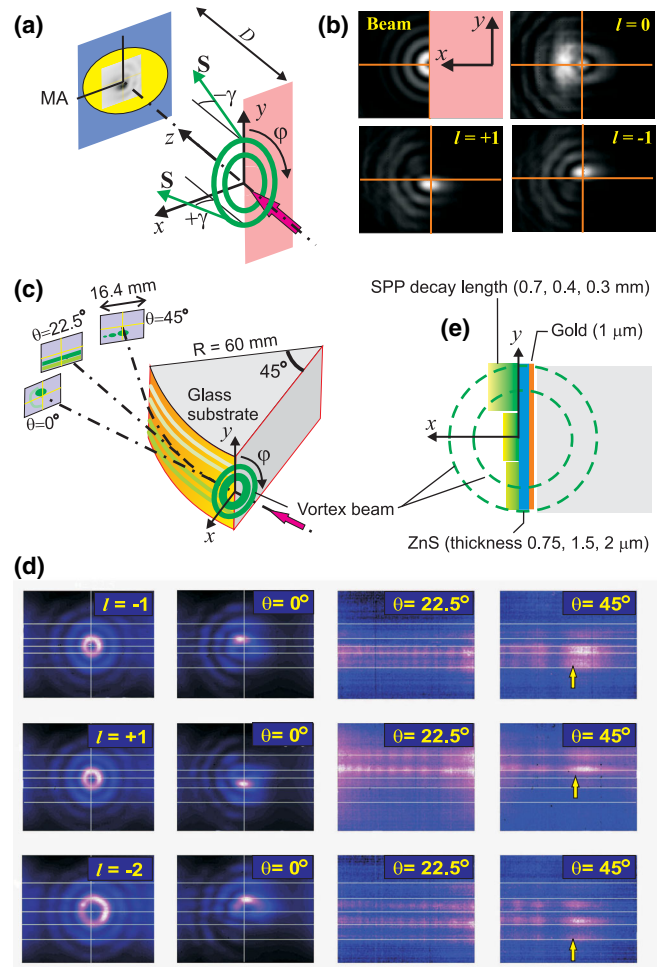 (a)
D
S
γ
y
MA
φ
z
S
+γ
x
(b)
Beam
y
x
l = 0
l = +1
l = -1
(c)
16.4 mm
θ=22.5°
θ=45°
θ=0°
R = 60 mm
45°
Glass
substrate
y
φ
x
Vortex beam
SPP decay length (0.7, 0.4, 0.3 mm)
(e)
y
Gold (1 μm)
x
ZnS (thickness 0.75, 1.5, 2 μm)
(d)
l = -1
θ= 0°
θ = 22.5°
θ = 45°
l = +1
θ= 0°
θ = 22.5°
θ = 45°
l = -2
θ= 0°
θ = 22.5°
θ = 45°